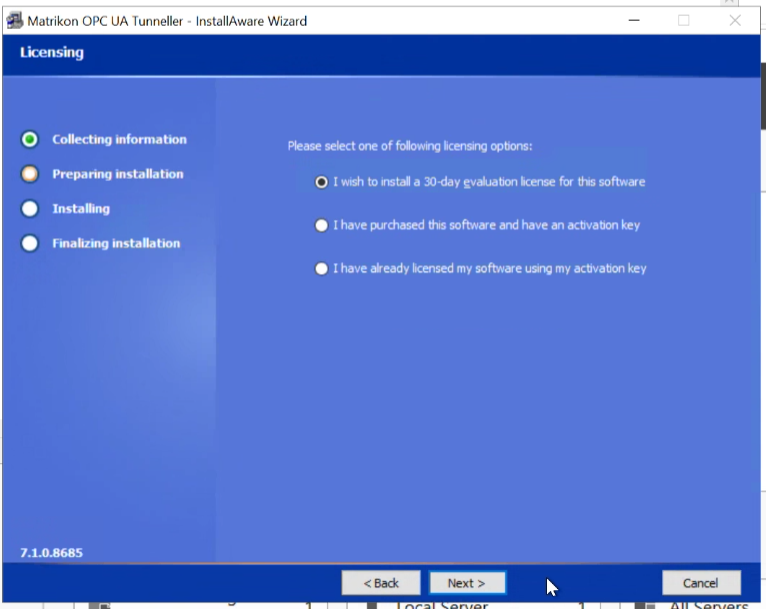 Matrikon OPC UA Tunneller - InstallAware Wizard
Licensing
Collecting information
Preparing installation
Installing
Finalizing installation
Please select one of following licensing options:
I wish to install a 30-day evaluation license for this software
I have purchased this software and have an activation key
I have already licensed my software using my activation key
7.1.0.8685
< Back
Next >
Cancel
1
Local Server
1
All Servers